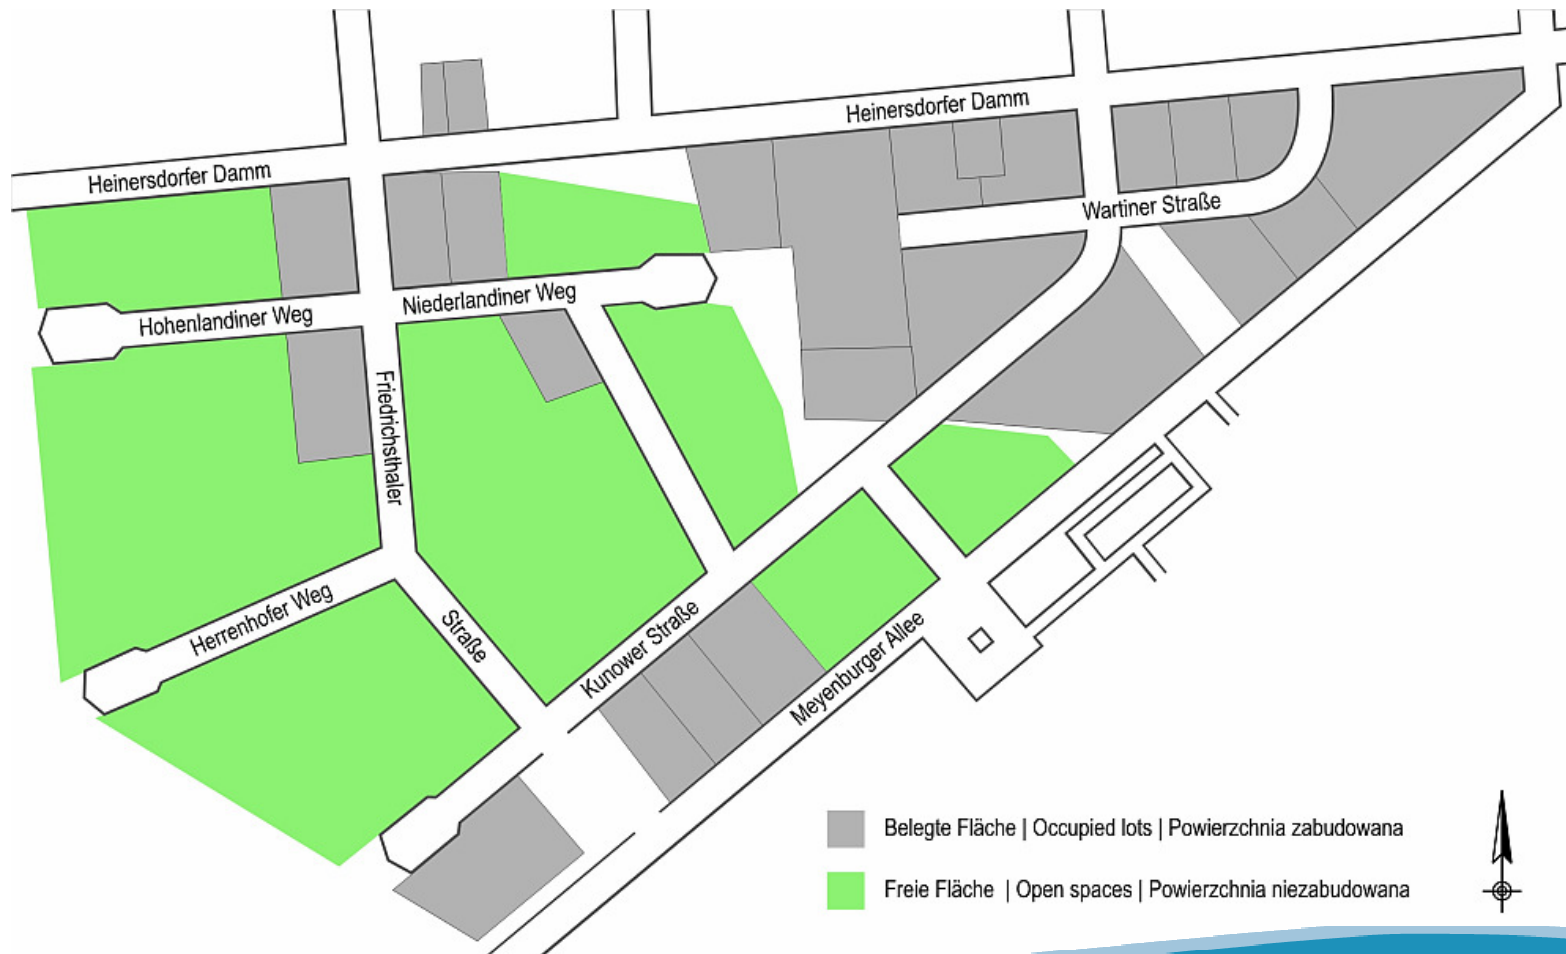 Heinersdorfer Damm
Heinersdorfer Damm
Wartiner Straße
Niederlandiner Weg
Hohenlandiner Weg
Friedrichsthaler
Straße
Herrenhofer Weg
Kunower Straße
Meyenburger Allee
Belegte Fläche | Occupied lots | Powierzchnia zabudowana
Freie Fläche | Open spaces | Powierzchnia niezabudowana